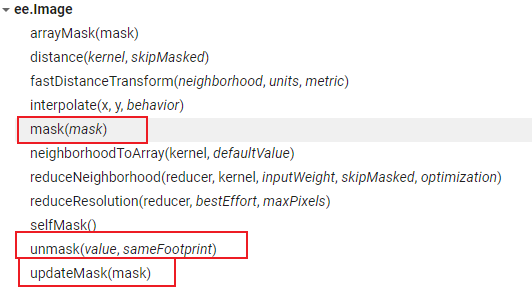 ee.Image
arrayMask(mask)
distance(kernel, skipMasked)
fastDistanceTransform(neighborhood, units, metric)
interpolate(x, y, behavior)
mask(mask)
neighborhoodToArray(kernel, defaultValue)
reduceNeighborhood(reducer, kernel, inputWeight, skipMasked, optimization)
reduceResolution(reducer, bestEffort, maxPixels)
selfMask()
unmask(value, sameFootprint)
updateMask(mask)